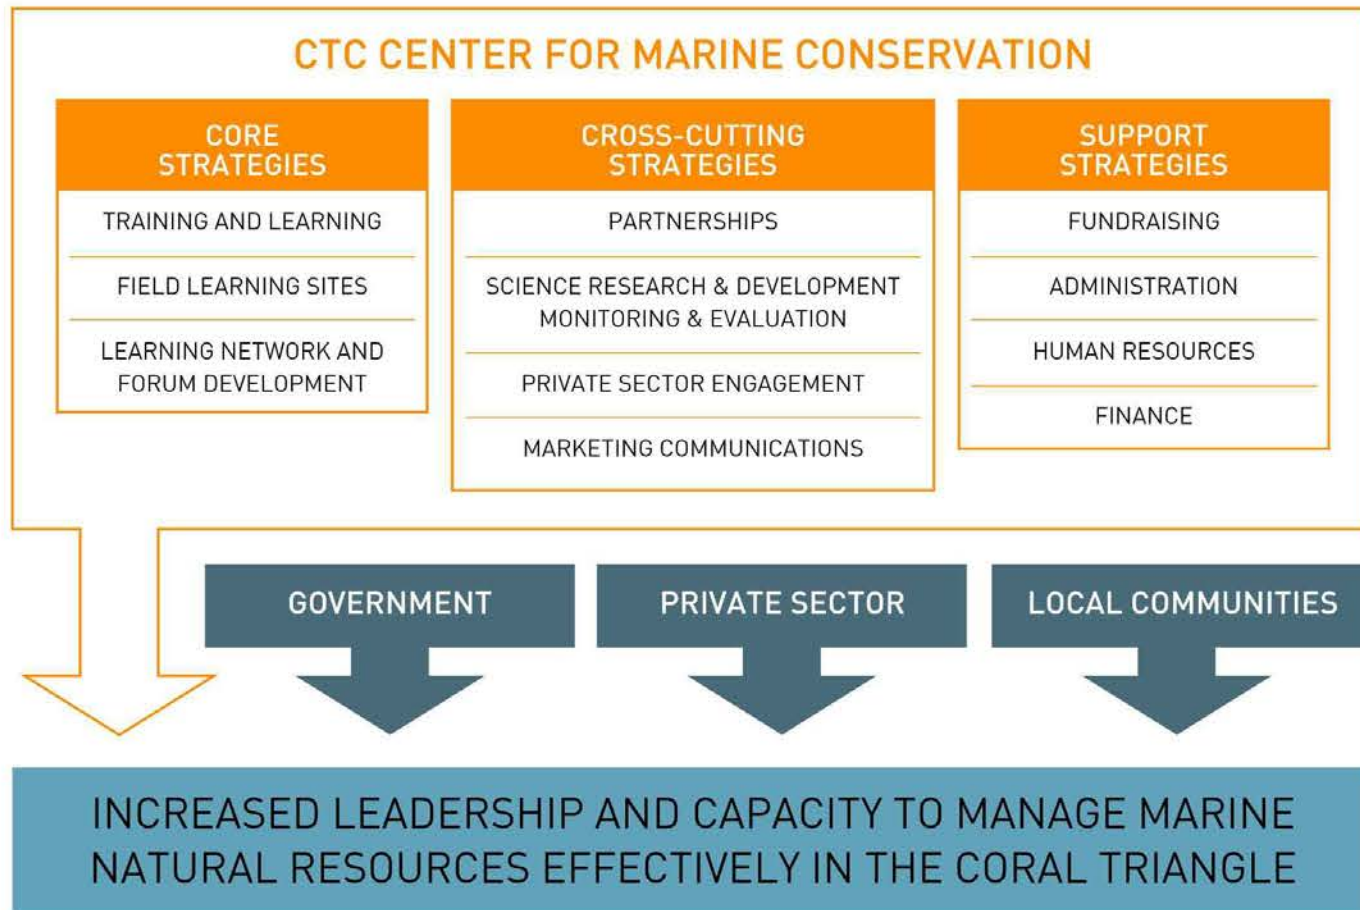 CTC CENTER FOR MARINE CONSERVATION
CORE
STRATEGIES
TRAINING AND LEARNING
FIELD LEARNING SITES
LEARNING NETWORK AND
FORUM DEVELOPMENT
CROSS-CUTTING
STRATEGIES
PARTNERSHIPS
SCIENCE RESEARCH & DEVELOPMENT
MONITORING & EVALUATION
PRIVATE SECTOR ENGAGEMENT
MARKETING COMMUNICATIONS
SUPPORT
STRATEGIES
FUNDRAISING
ADMINISTRATION
HUMAN RESOURCES
FINANCE
GOVERNMENT
PRIVATE SECTOR
LOCAL COMMUNITIES
INCREASED LEADERSHIP AND CAPACITY TO MANAGE MARINE
NATURAL RESOURCES EFFECTIVELY IN THE CORAL TRIANGLE